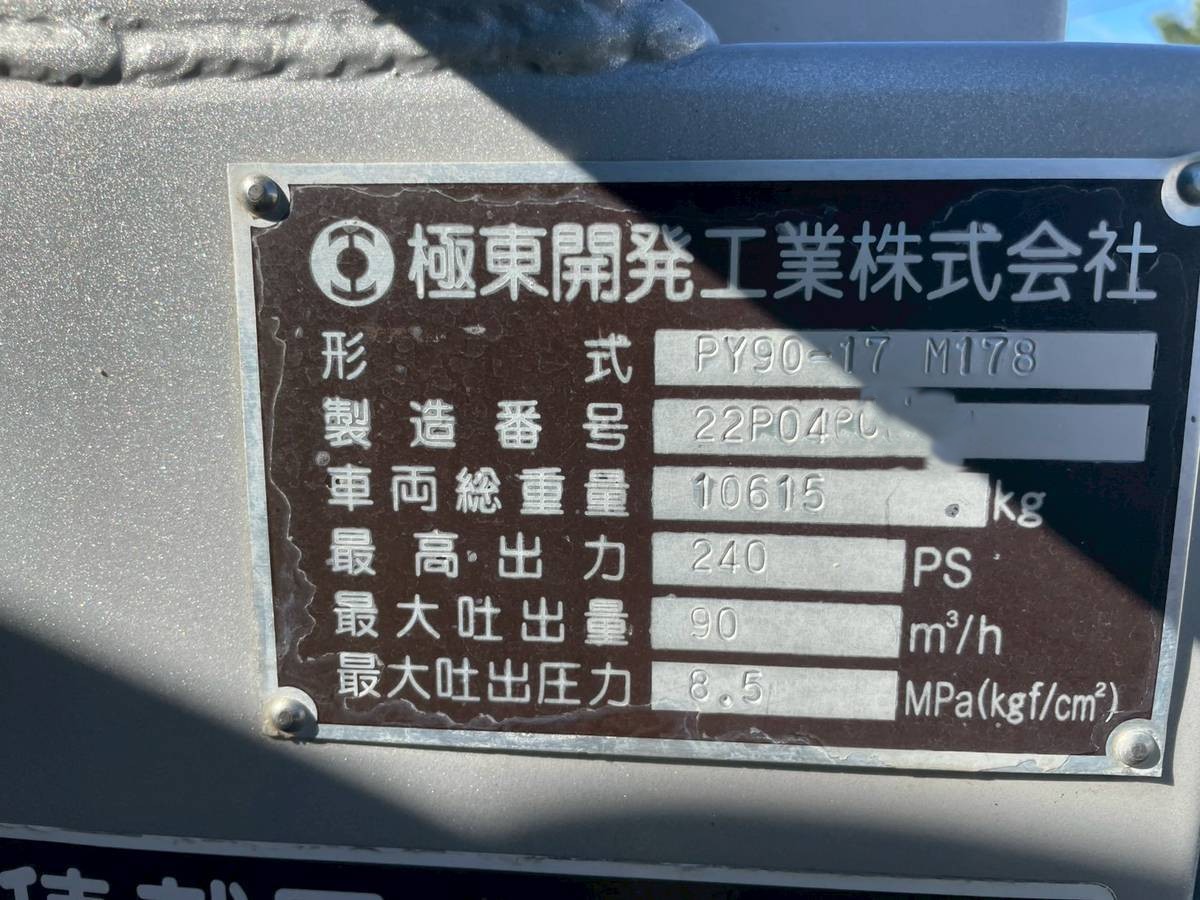 極東開発工業株式会社
形式 PY90-17 M178
製造番号 22P04PC
車両総重量 10615 kg
最高出力 240 PS
最大吐出量 90 m³/h
最大吐出圧力 8.5 MPa(kgf/cm²)